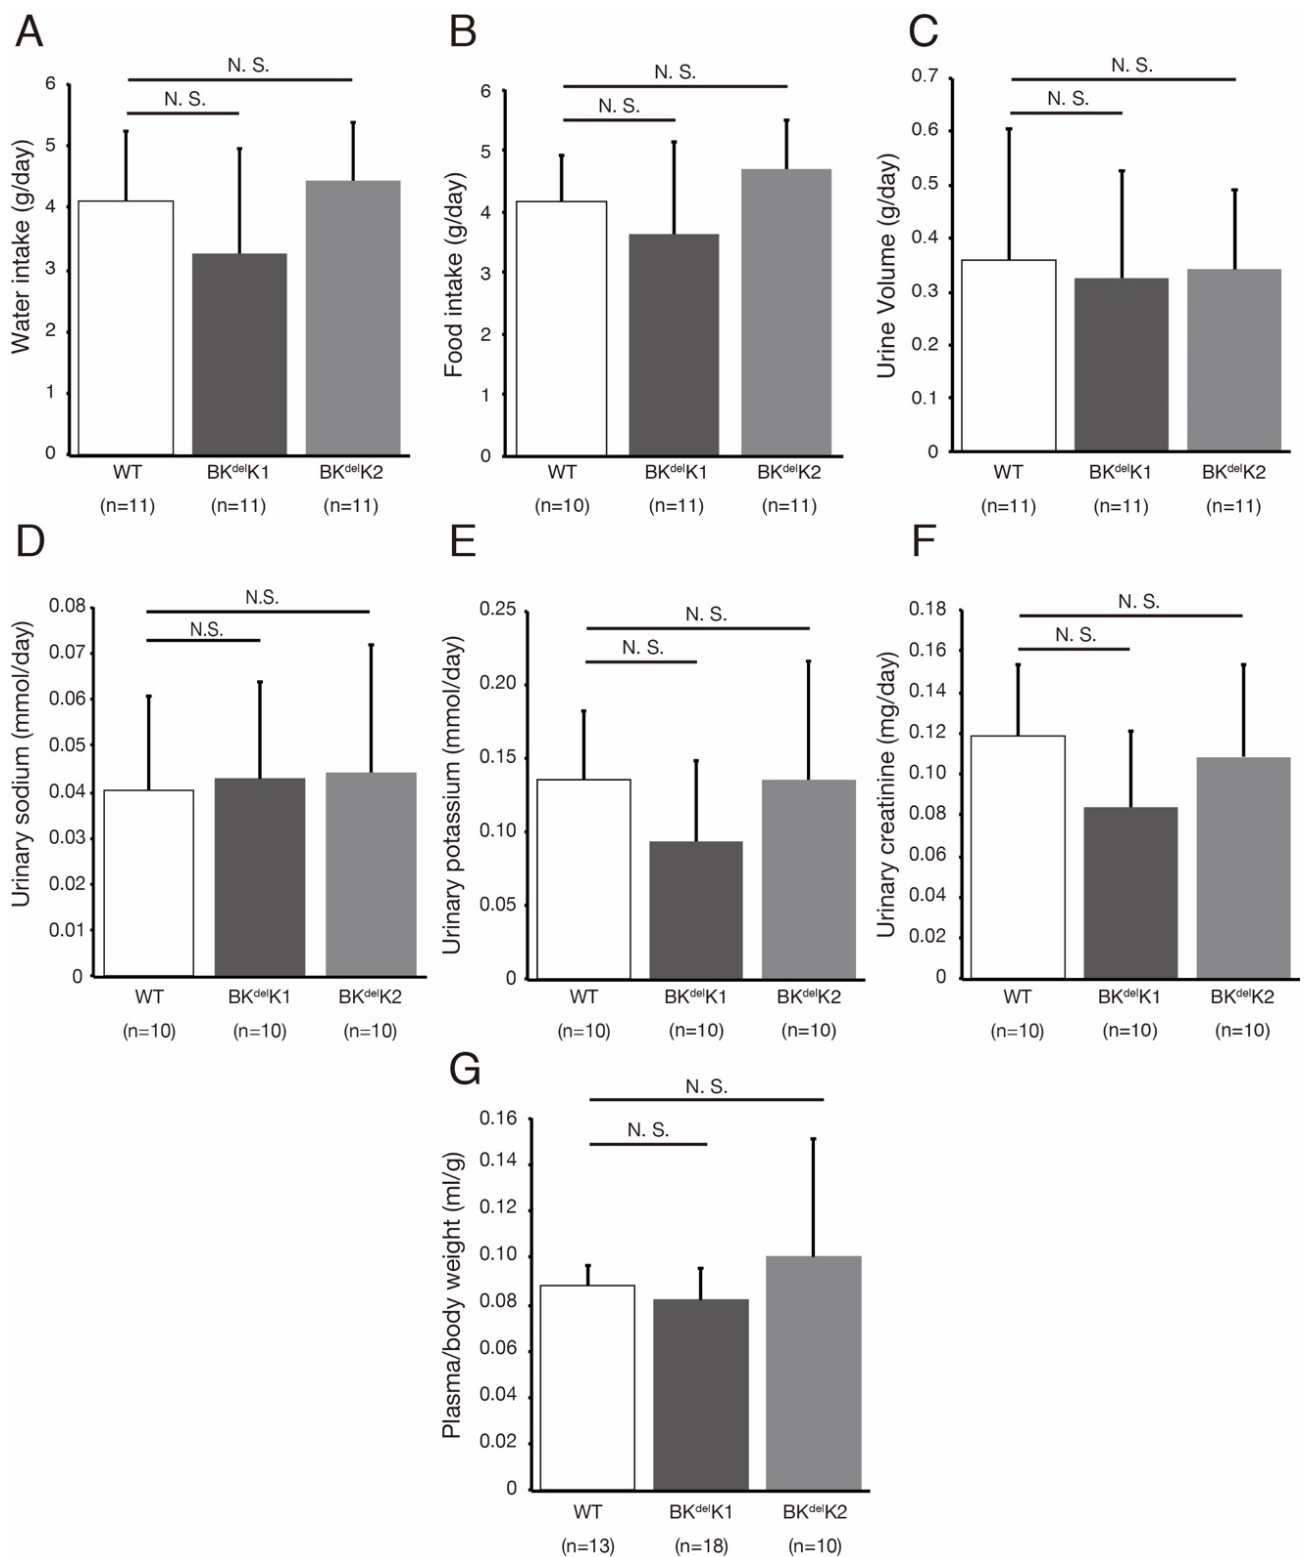 A
N. S.
N. S.
Water intake (g/day)
6
5
4
3
2
1
0
WT BKdelK1 BKdelK2
(n=11) (n=11) (n=11)
B
N. S.
N. S.
Food intake (g/day)
6
5
4
3
2
1
0
WT BKdelK1 BKdelK2
(n=10) (n=11) (n=11)
C
N. S.
N. S.
Urine Volume (g/day)
0.7
0.6
0.5
0.4
0.3
0.2
0.1
0
WT BKdelK1 BKdelK2
(n=11) (n=11) (n=11)
D
N.S.
N.S.
Urinary sodium (mmol/day)
0.08
0.07
0.06
0.05
0.04
0.03
0.02
0.01
0
WT BKdelK1 BKdelK2
(n=10) (n=10) (n=10)
E
N. S.
N. S.
Urinary potassium (mmol/day)
0.25
0.20
0.15
0.10
0.05
0
WT BKdelK1 BKdelK2
(n=10) (n=10) (n=10)
F
N. S.
N. S.
Urinary creatinine (mg/day)
0.18
0.16
0.14
0.12
0.10
0.08
0.06
0.04
0.02
0
WT BKdelK1 BKdelK2
(n=10) (n=10) (n=10)
G
N. S.
N. S.
Plasma/body weight (ml/g)
0.16
0.14
0.12
0.10
0.08
0.06
0.04
0.02
0
WT BKdelK1 BKdelK2
(n=13) (n=18) (n=10)